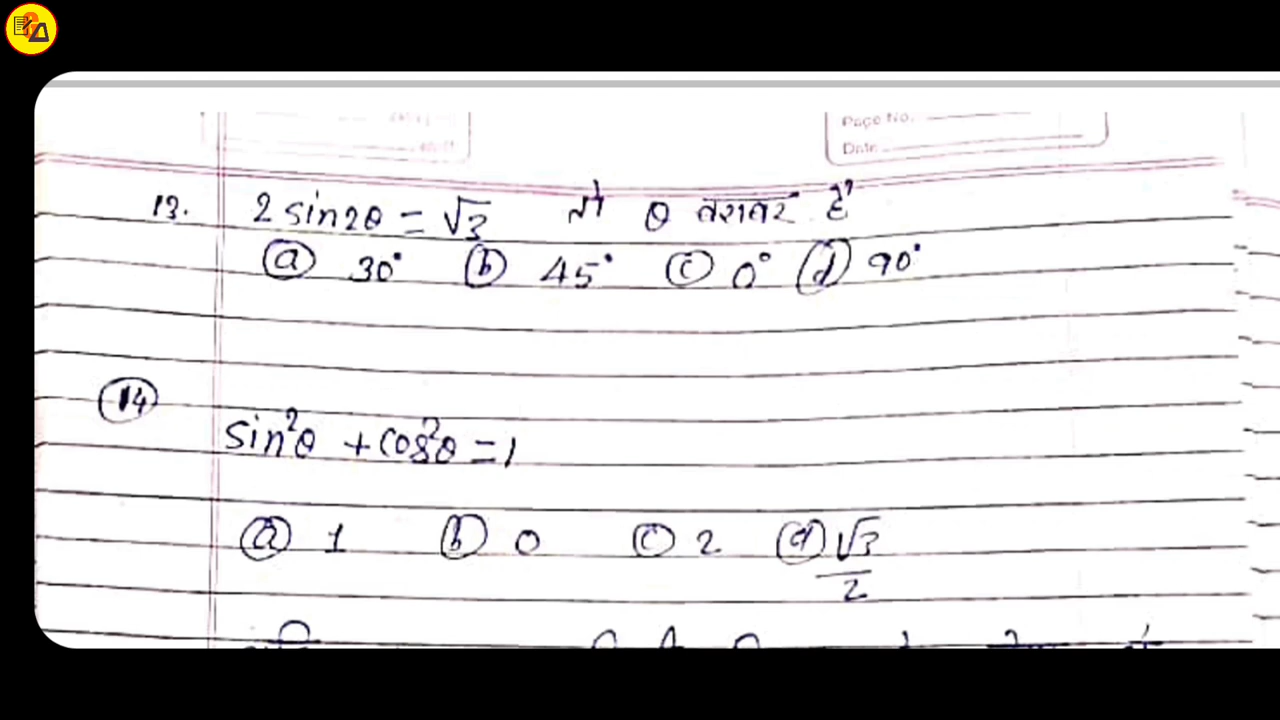 Page No.
Date
13. 2 sin2θ = √3 तो θ बराबर है
(a) 30° (b) 45° (c) 0° (d) 90°
(14)
sin²θ + cos²θ = 1
(a) 1 (b) 0 (c) 2 (d) √3/2